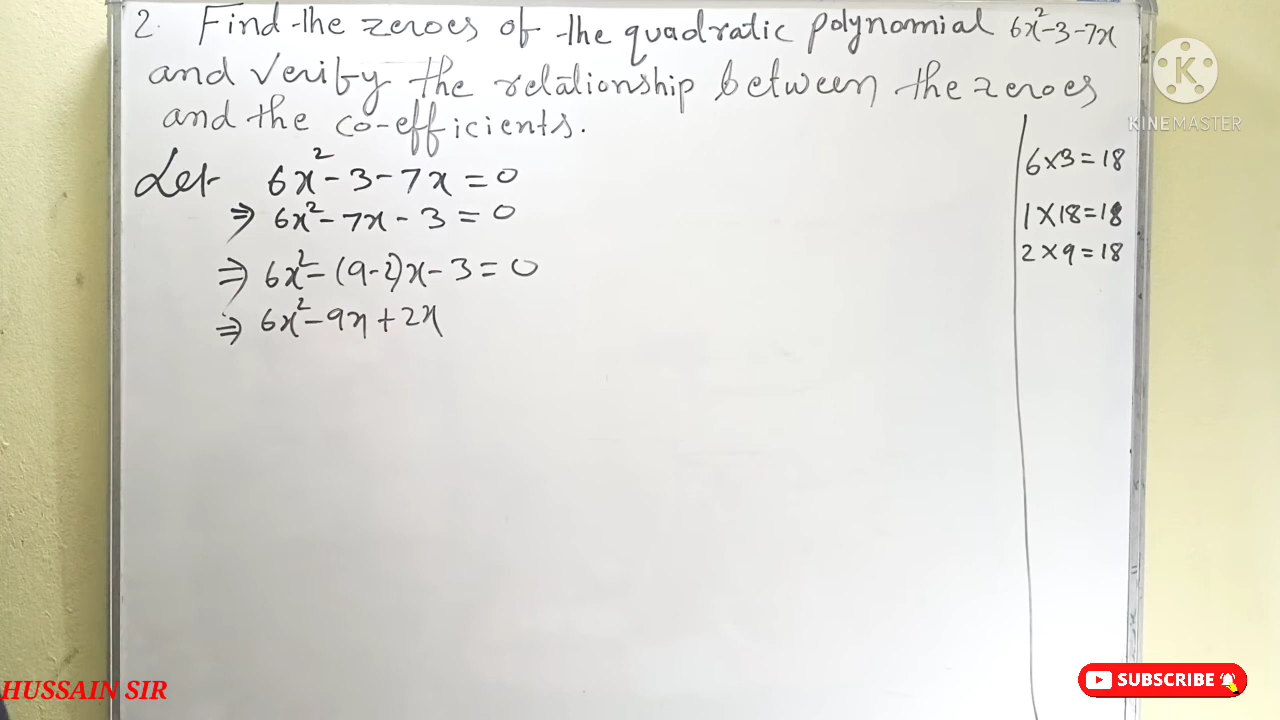 2. Find the zeroes of the quadratic polynomial 6x²-3-7x
and verify the relationship between the zeroes
and the co-efficients.
Let 6x²-3-7x=0
⇒ 6x²-7x-3=0
⇒ 6x²-(9-2)x-3=0
⇒ 6x²-9x+2x
6×3=18
1×18=18
2×9=18
K
KINEMASTER
HUSSAIN SIR
SUBSCRIBE